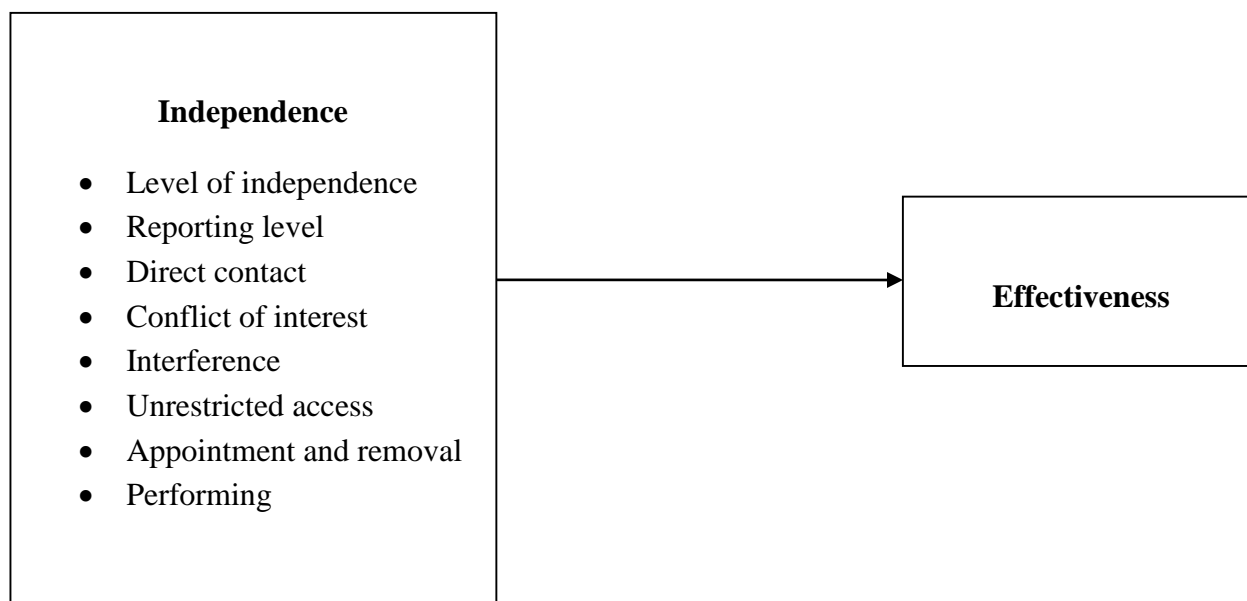 Independence
• Level of independence
• Reporting level
• Direct contact
• Conflict of interest
• Interference
• Unrestricted access
• Appointment and removal
• Performing
Effectiveness